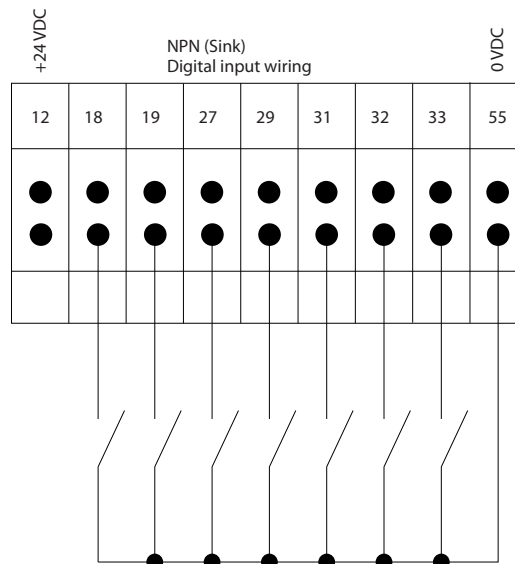 +24 VDC
NPN (Sink)
Digital input wiring
0 VDC
12 18 19 27 29 31 32 33 55